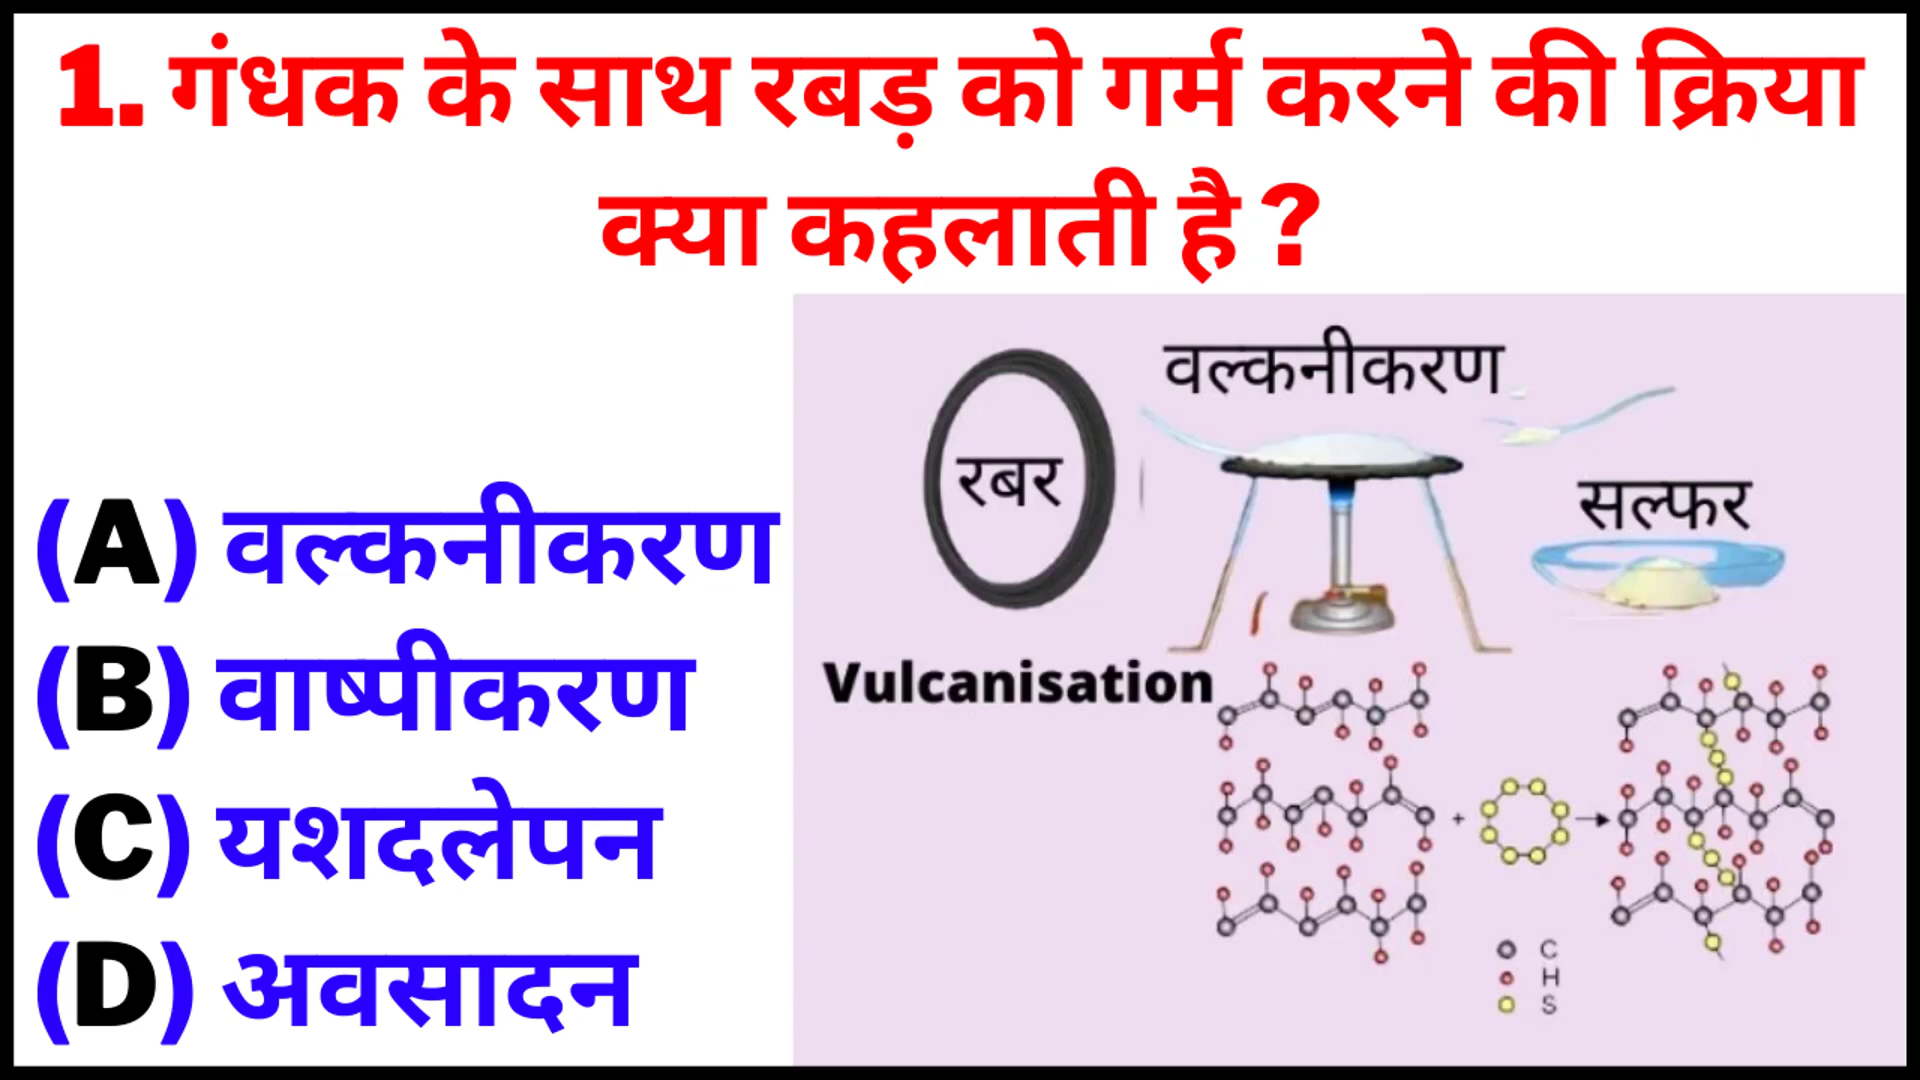 1. गंधक के साथ रबड़ को गर्म करने की क्रिया
क्या कहलाती है ?
(A) वल्कनीकरण
(B) वाष्पीकरण
(C) यशदलेपन
(D) अवसादन
वल्कनीकरण
रबर
सल्फर
Vulcanisation
+
C
H
S